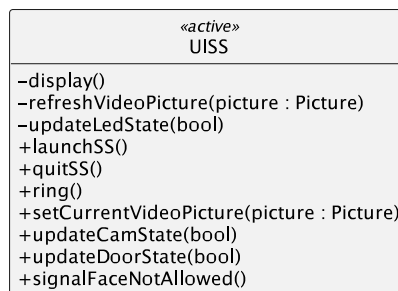 «active»
UISS
–display()
–refreshVideoPicture(picture : Picture)
–updateLedState(bool)
+launchSS()
+quitSS()
+ring()
+setCurrentVideoPicture(picture : Picture)
+updateCamState(bool)
+updateDoorState(bool)
+signalFaceNotAllowed()